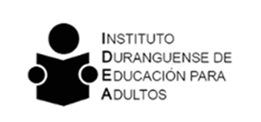 INSTITUTO
DURANGUENSE DE
EDUCACIÓN PARA
ADULTOS